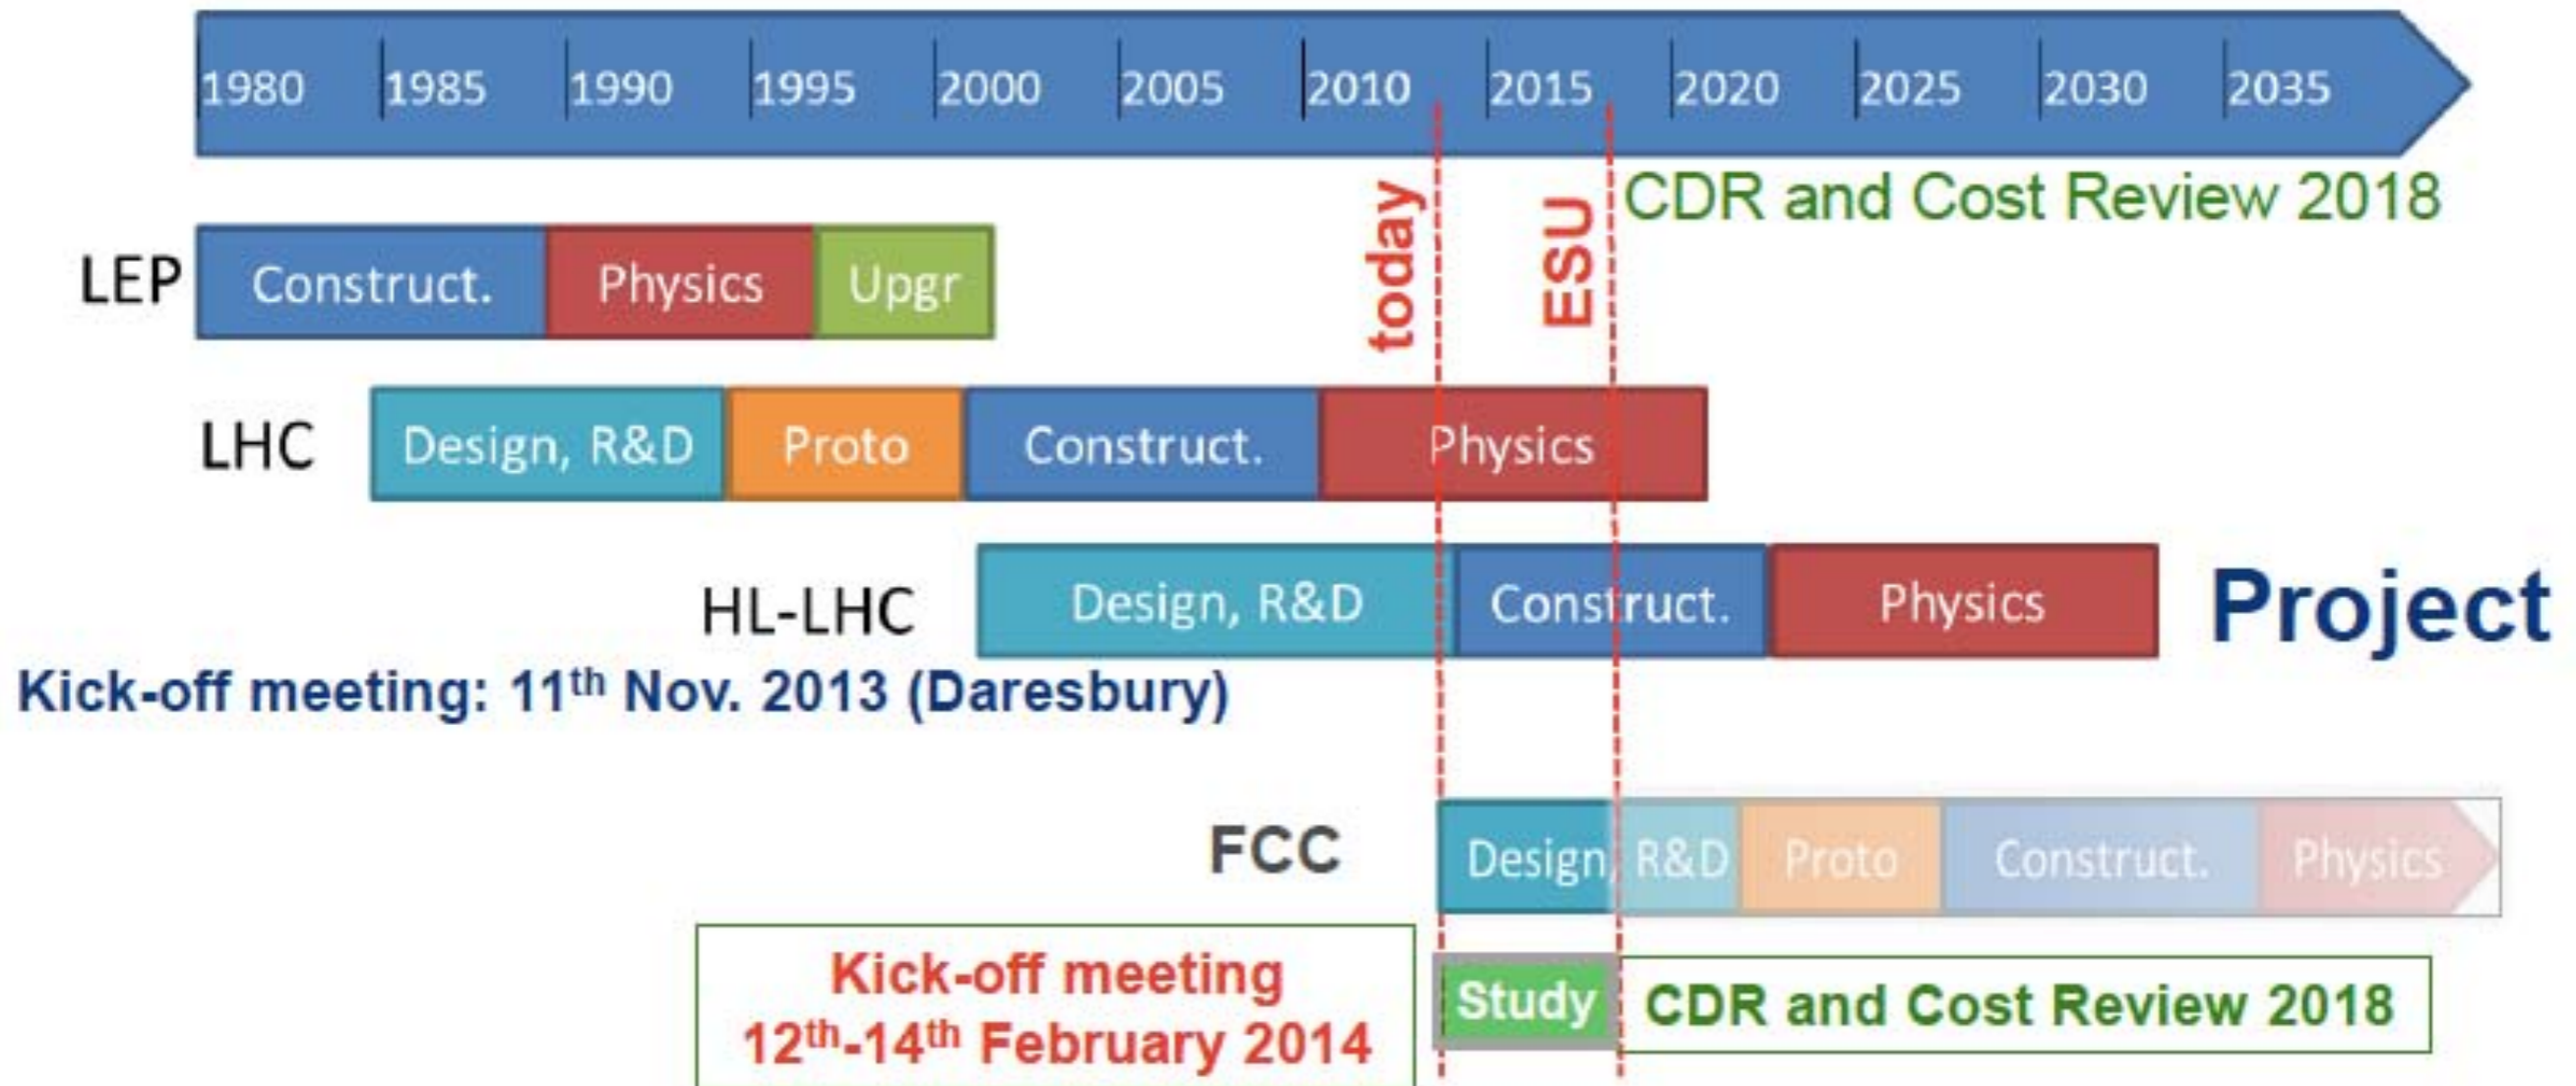 1980 1985 1990 1995 2000 2005 2010 2015 2020 2025 2030 2035
CDR and Cost Review 2018
today
ESU
LEP Construct. Physics Upgr
LHC Design, R&D Proto Construct. Physics
HL-LHC Design, R&D Construct. Physics Project
Kick-off meeting: 11th Nov. 2013 (Daresbury)
FCC Design, R&D Proto Construct. Physics
Kick-off meeting
12th-14th February 2014
Study CDR and Cost Review 2018